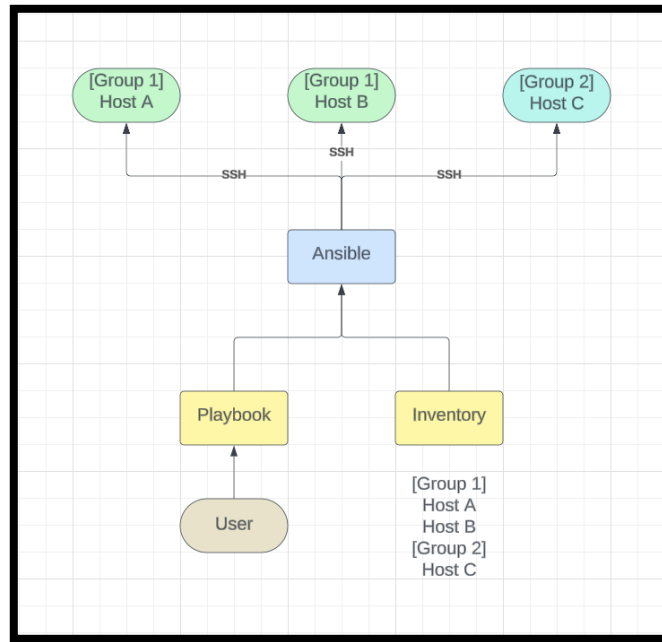 [Group 1]
Host A
[Group 1]
Host B
[Group 2]
Host C
SSH
SSH
SSH
Ansible
Playbook
Inventory
User
[Group 1]
Host A
Host B
[Group 2]
Host C